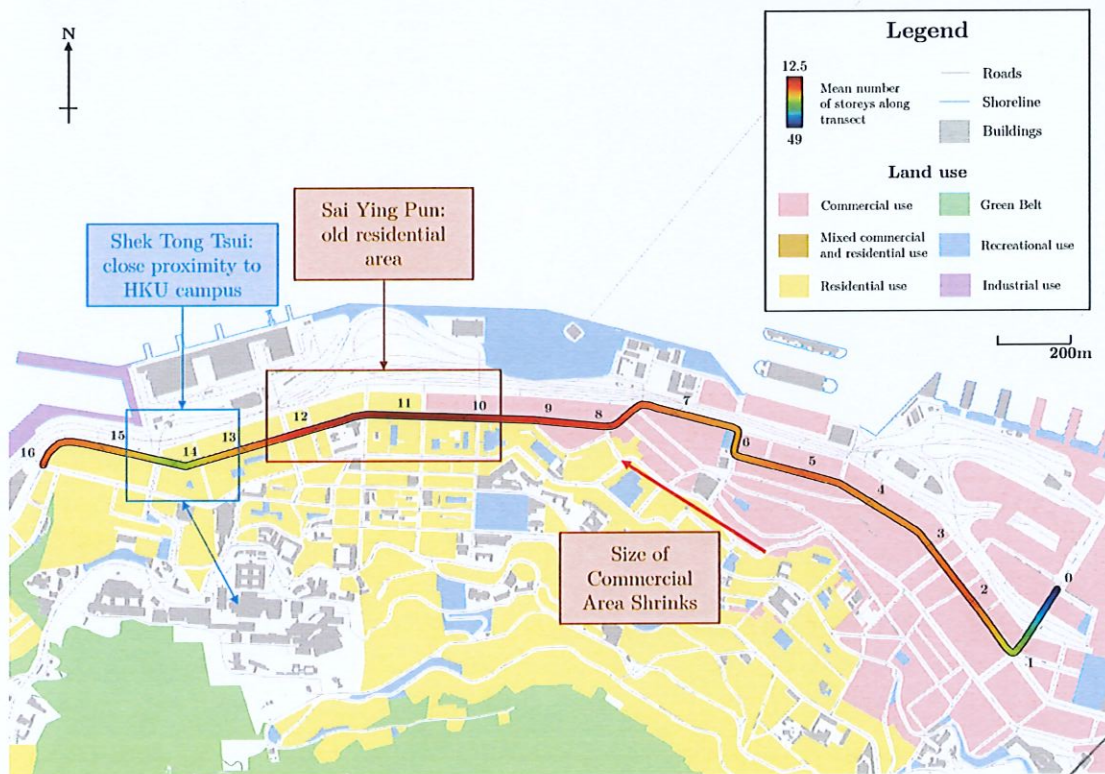 N
Legend
12.5
Mean number
of storeys along
transect
49
Roads
Shoreline
Buildings
Land use
Commercial use
Mixed commercial
and residential use
Residential use
Green Belt
Recreational use
Industrial use
200m
Sai Ying Pun:
old residential
area
Shek Tong Tsui:
close proximity to
HKU campus
Size of
Commercial
Area Shrinks
16
15
14
13
12
11
10
9
8
7
6
5
4
3
2
1
0